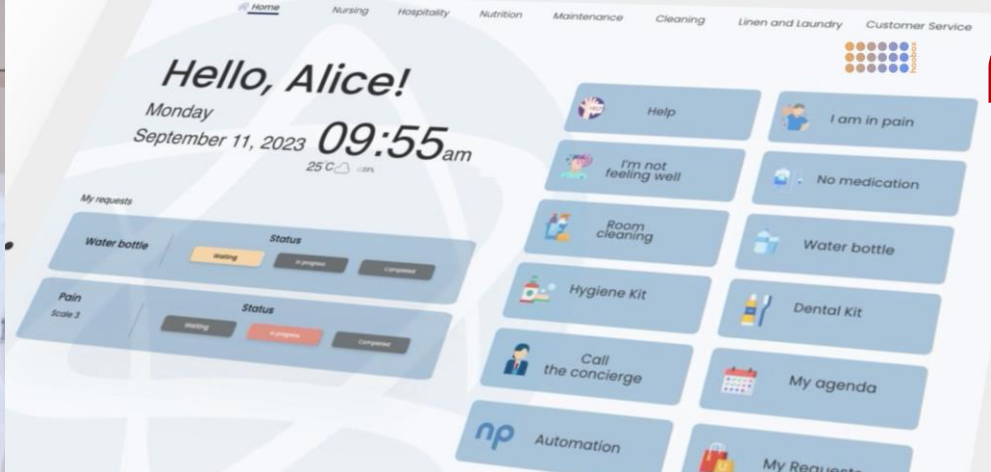 Home
Nursing
Hospitality
Nutrition
Maintenance
Cleaning
Linen and Laundry
Customer Service
hoobox
Hello, Alice!
Monday
September 11, 2023 09:55am
25°C
My requests
Water bottle
Status
Waiting
In progress
Completed
Pain
Scale 3
Status
Waiting
In progress
Completed
Help
I am in pain
I'm not
feeling well
No medication
Room
cleaning
Water bottle
Hygiene Kit
Dental Kit
Call
the concierge
My agenda
np
Automation
My Requests